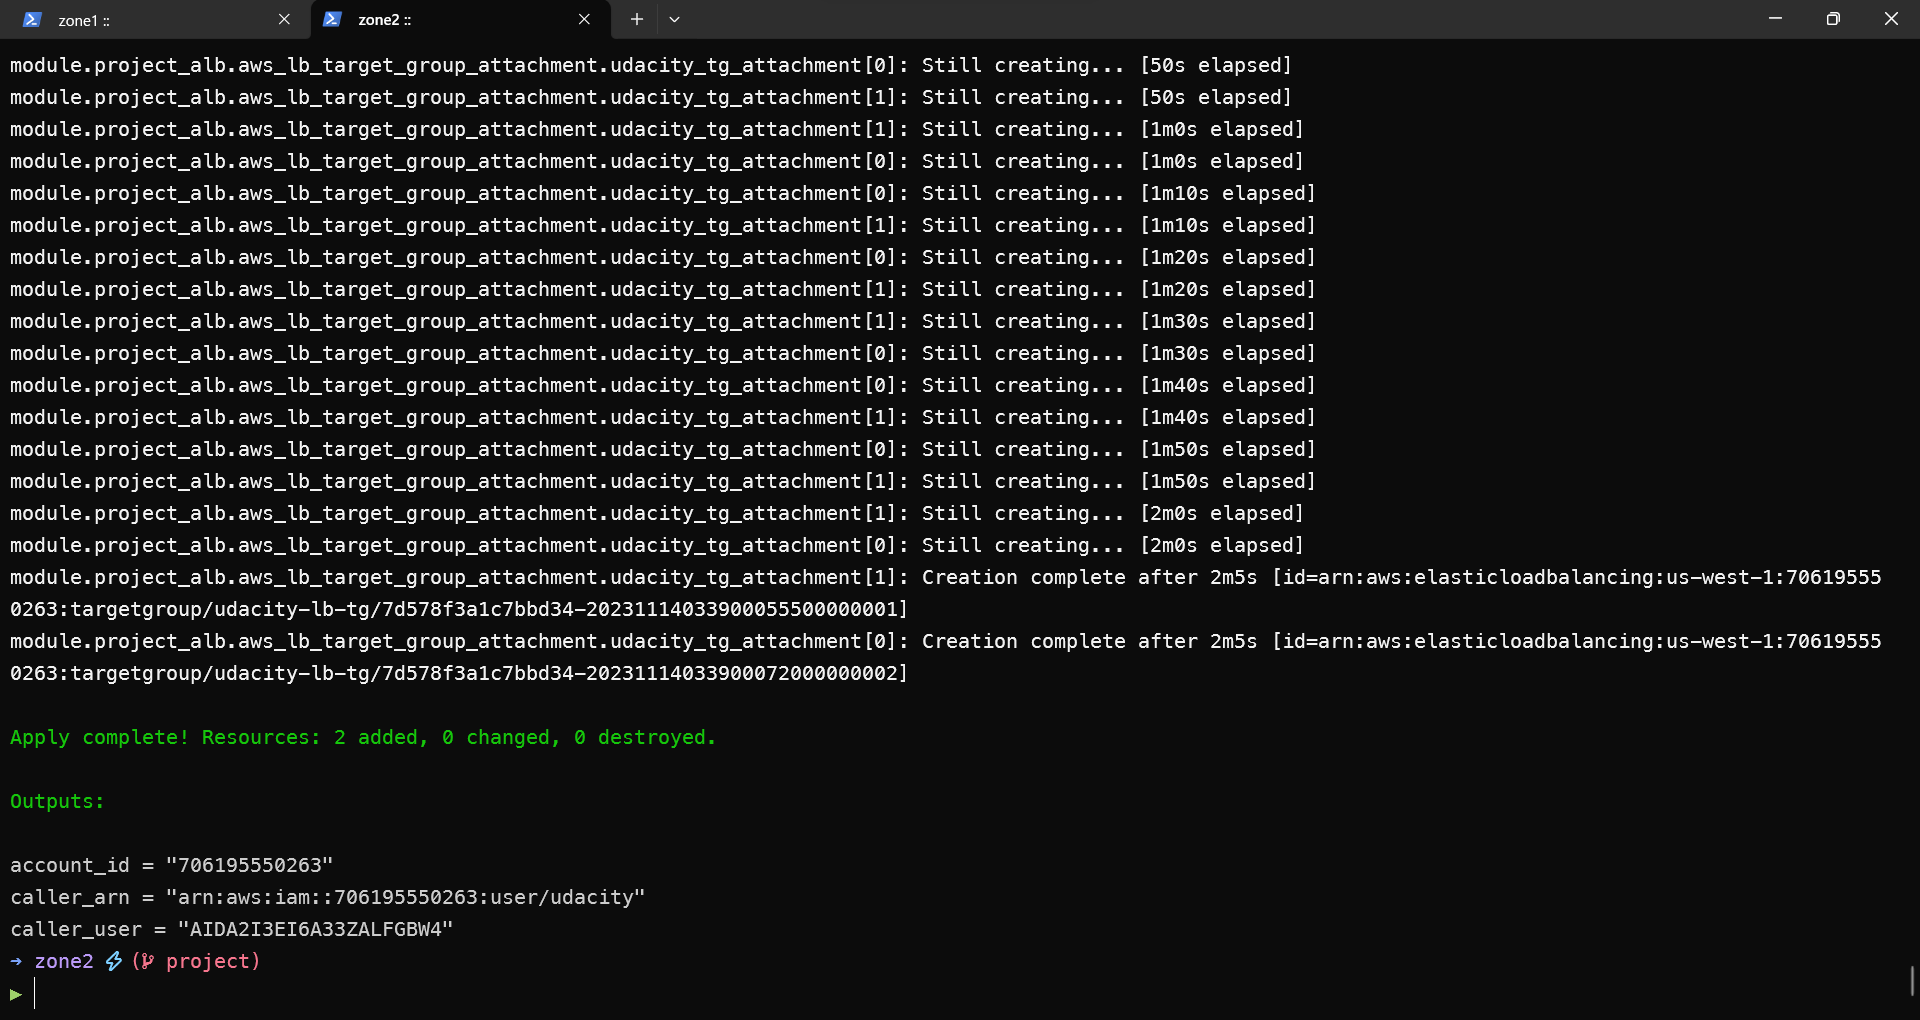 zone1 ::
zone2 ::
module.project_alb.aws_lb_target_group_attachment.udacity_tg_attachment[0]: Still creating... [50s elapsed]
module.project_alb.aws_lb_target_group_attachment.udacity_tg_attachment[1]: Still creating... [50s elapsed]
module.project_alb.aws_lb_target_group_attachment.udacity_tg_attachment[1]: Still creating... [1m0s elapsed]
module.project_alb.aws_lb_target_group_attachment.udacity_tg_attachment[0]: Still creating... [1m0s elapsed]
module.project_alb.aws_lb_target_group_attachment.udacity_tg_attachment[0]: Still creating... [1m10s elapsed]
module.project_alb.aws_lb_target_group_attachment.udacity_tg_attachment[1]: Still creating... [1m10s elapsed]
module.project_alb.aws_lb_target_group_attachment.udacity_tg_attachment[0]: Still creating... [1m20s elapsed]
module.project_alb.aws_lb_target_group_attachment.udacity_tg_attachment[1]: Still creating... [1m20s elapsed]
module.project_alb.aws_lb_target_group_attachment.udacity_tg_attachment[1]: Still creating... [1m30s elapsed]
module.project_alb.aws_lb_target_group_attachment.udacity_tg_attachment[0]: Still creating... [1m30s elapsed]
module.project_alb.aws_lb_target_group_attachment.udacity_tg_attachment[0]: Still creating... [1m40s elapsed]
module.project_alb.aws_lb_target_group_attachment.udacity_tg_attachment[1]: Still creating... [1m40s elapsed]
module.project_alb.aws_lb_target_group_attachment.udacity_tg_attachment[0]: Still creating... [1m50s elapsed]
module.project_alb.aws_lb_target_group_attachment.udacity_tg_attachment[1]: Still creating... [1m50s elapsed]
module.project_alb.aws_lb_target_group_attachment.udacity_tg_attachment[1]: Still creating... [2m0s elapsed]
module.project_alb.aws_lb_target_group_attachment.udacity_tg_attachment[0]: Still creating... [2m0s elapsed]
module.project_alb.aws_lb_target_group_attachment.udacity_tg_attachment[1]: Creation complete after 2m5s [id=arn:aws:elasticloadbalancing:us-west-1:70619555
0263:targetgroup/udacity-lb-tg/7d578f3a1c7bbd34-20231114033900055500000001]
module.project_alb.aws_lb_target_group_attachment.udacity_tg_attachment[0]: Creation complete after 2m5s [id=arn:aws:elasticloadbalancing:us-west-1:70619555
0263:targetgroup/udacity-lb-tg/7d578f3a1c7bbd34-20231114033900072000000002]
Apply complete! Resources: 2 added, 0 changed, 0 destroyed.
Outputs:
account_id = "706195550263"
caller_arn = "arn:aws:iam::706195550263:user/udacity"
caller_user = "AIDA2I3EI6A33ZALFGBW4"
→ zone2 ⚡ ( project)
▶